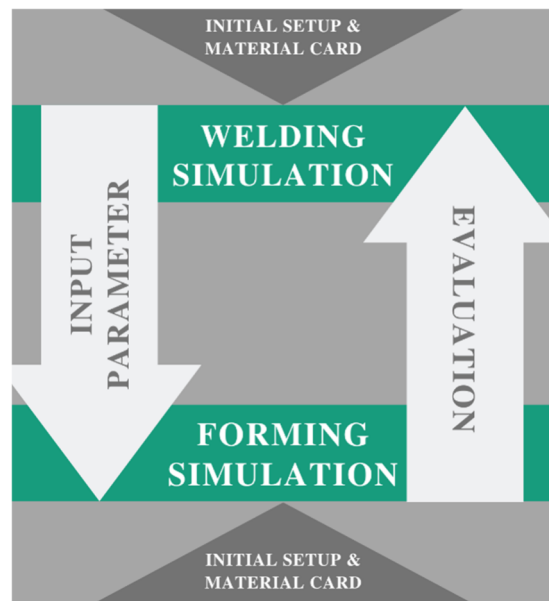 INITIAL SETUP &
MATERIAL CARD
WELDING
SIMULATION
INPUT
PARAMETER
EVALUATION
FORMING
SIMULATION
INITIAL SETUP &
MATERIAL CARD